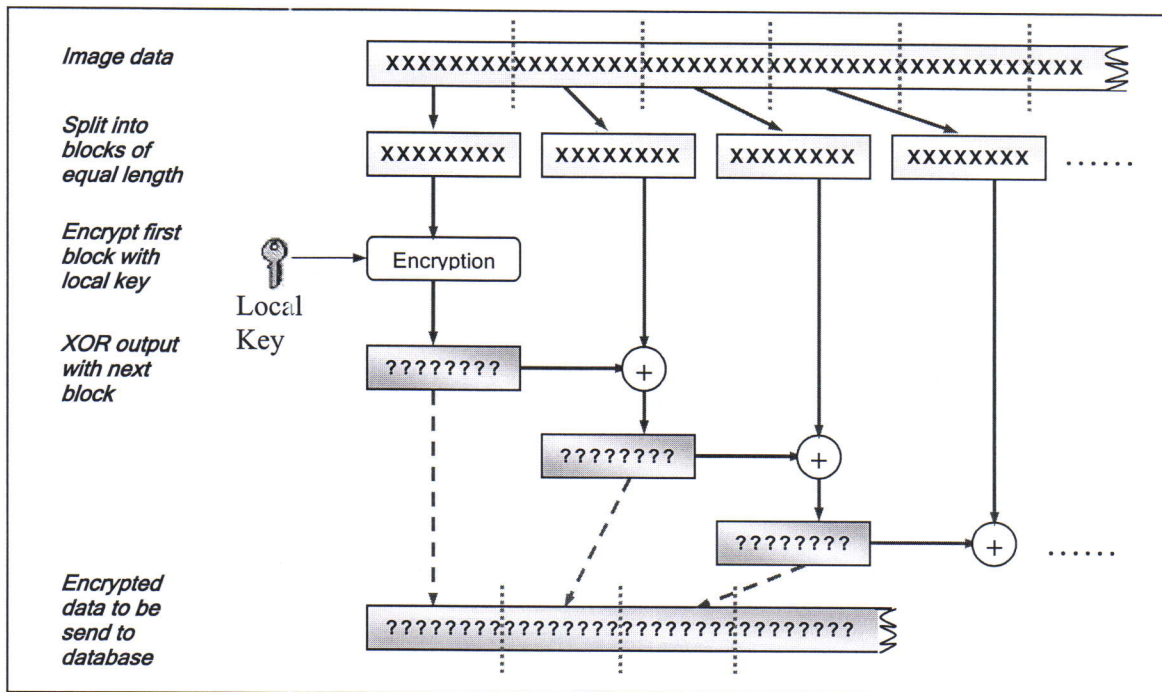 Image data
XXXXXXXXXXXXXXXXXXXXXXXXXXXXXXXXXXXXXXXXXXXX
Split into
blocks of
equal length
XXXXXXXX XXXXXXXX XXXXXXXX XXXXXXXX ......
Encrypt first
block with
local key
Encryption
Local
Key
XOR output
with next
block
???????? +
???????? +
???????? + ......
Encrypted
data to be
send to
database
????????????????????????????????